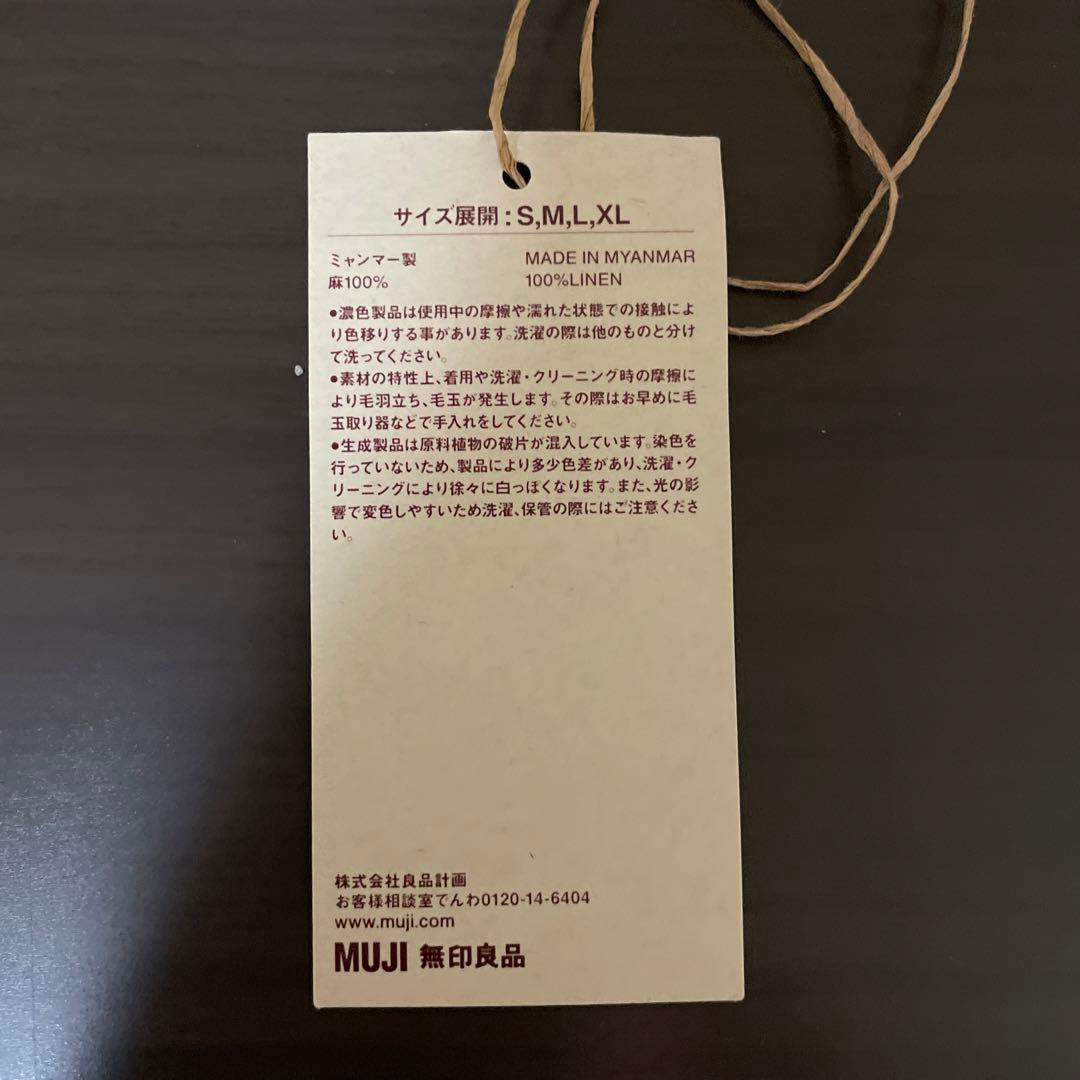 サイズ展開：S,M,L,XL
ミャンマー製 MADE IN MYANMAR
麻100% 100%LINEN
●濃色製品は使用中の摩擦や濡れた状態での接触によ
り色移りする事があります。洗濯の際は他のものと分け
て洗ってください。
●素材の特性上、着用や洗濯・クリーニング時の摩擦に
より毛羽立ち、毛玉が発生します。その際はお早めに毛
玉取り器などで手入れをしてください。
●生成製品は原料植物の破片が混入しています。染色を
行っていないため、製品により多少色差があり、洗濯・ク
リーニングにより徐々に白っぽくなります。また、光の影
響で変色しやすいため洗濯、保管の際にはご注意くださ
い。
株式会社良品計画
お客様相談室でんわ0120-14-6404
www.muji.com
MUJI 無印良品